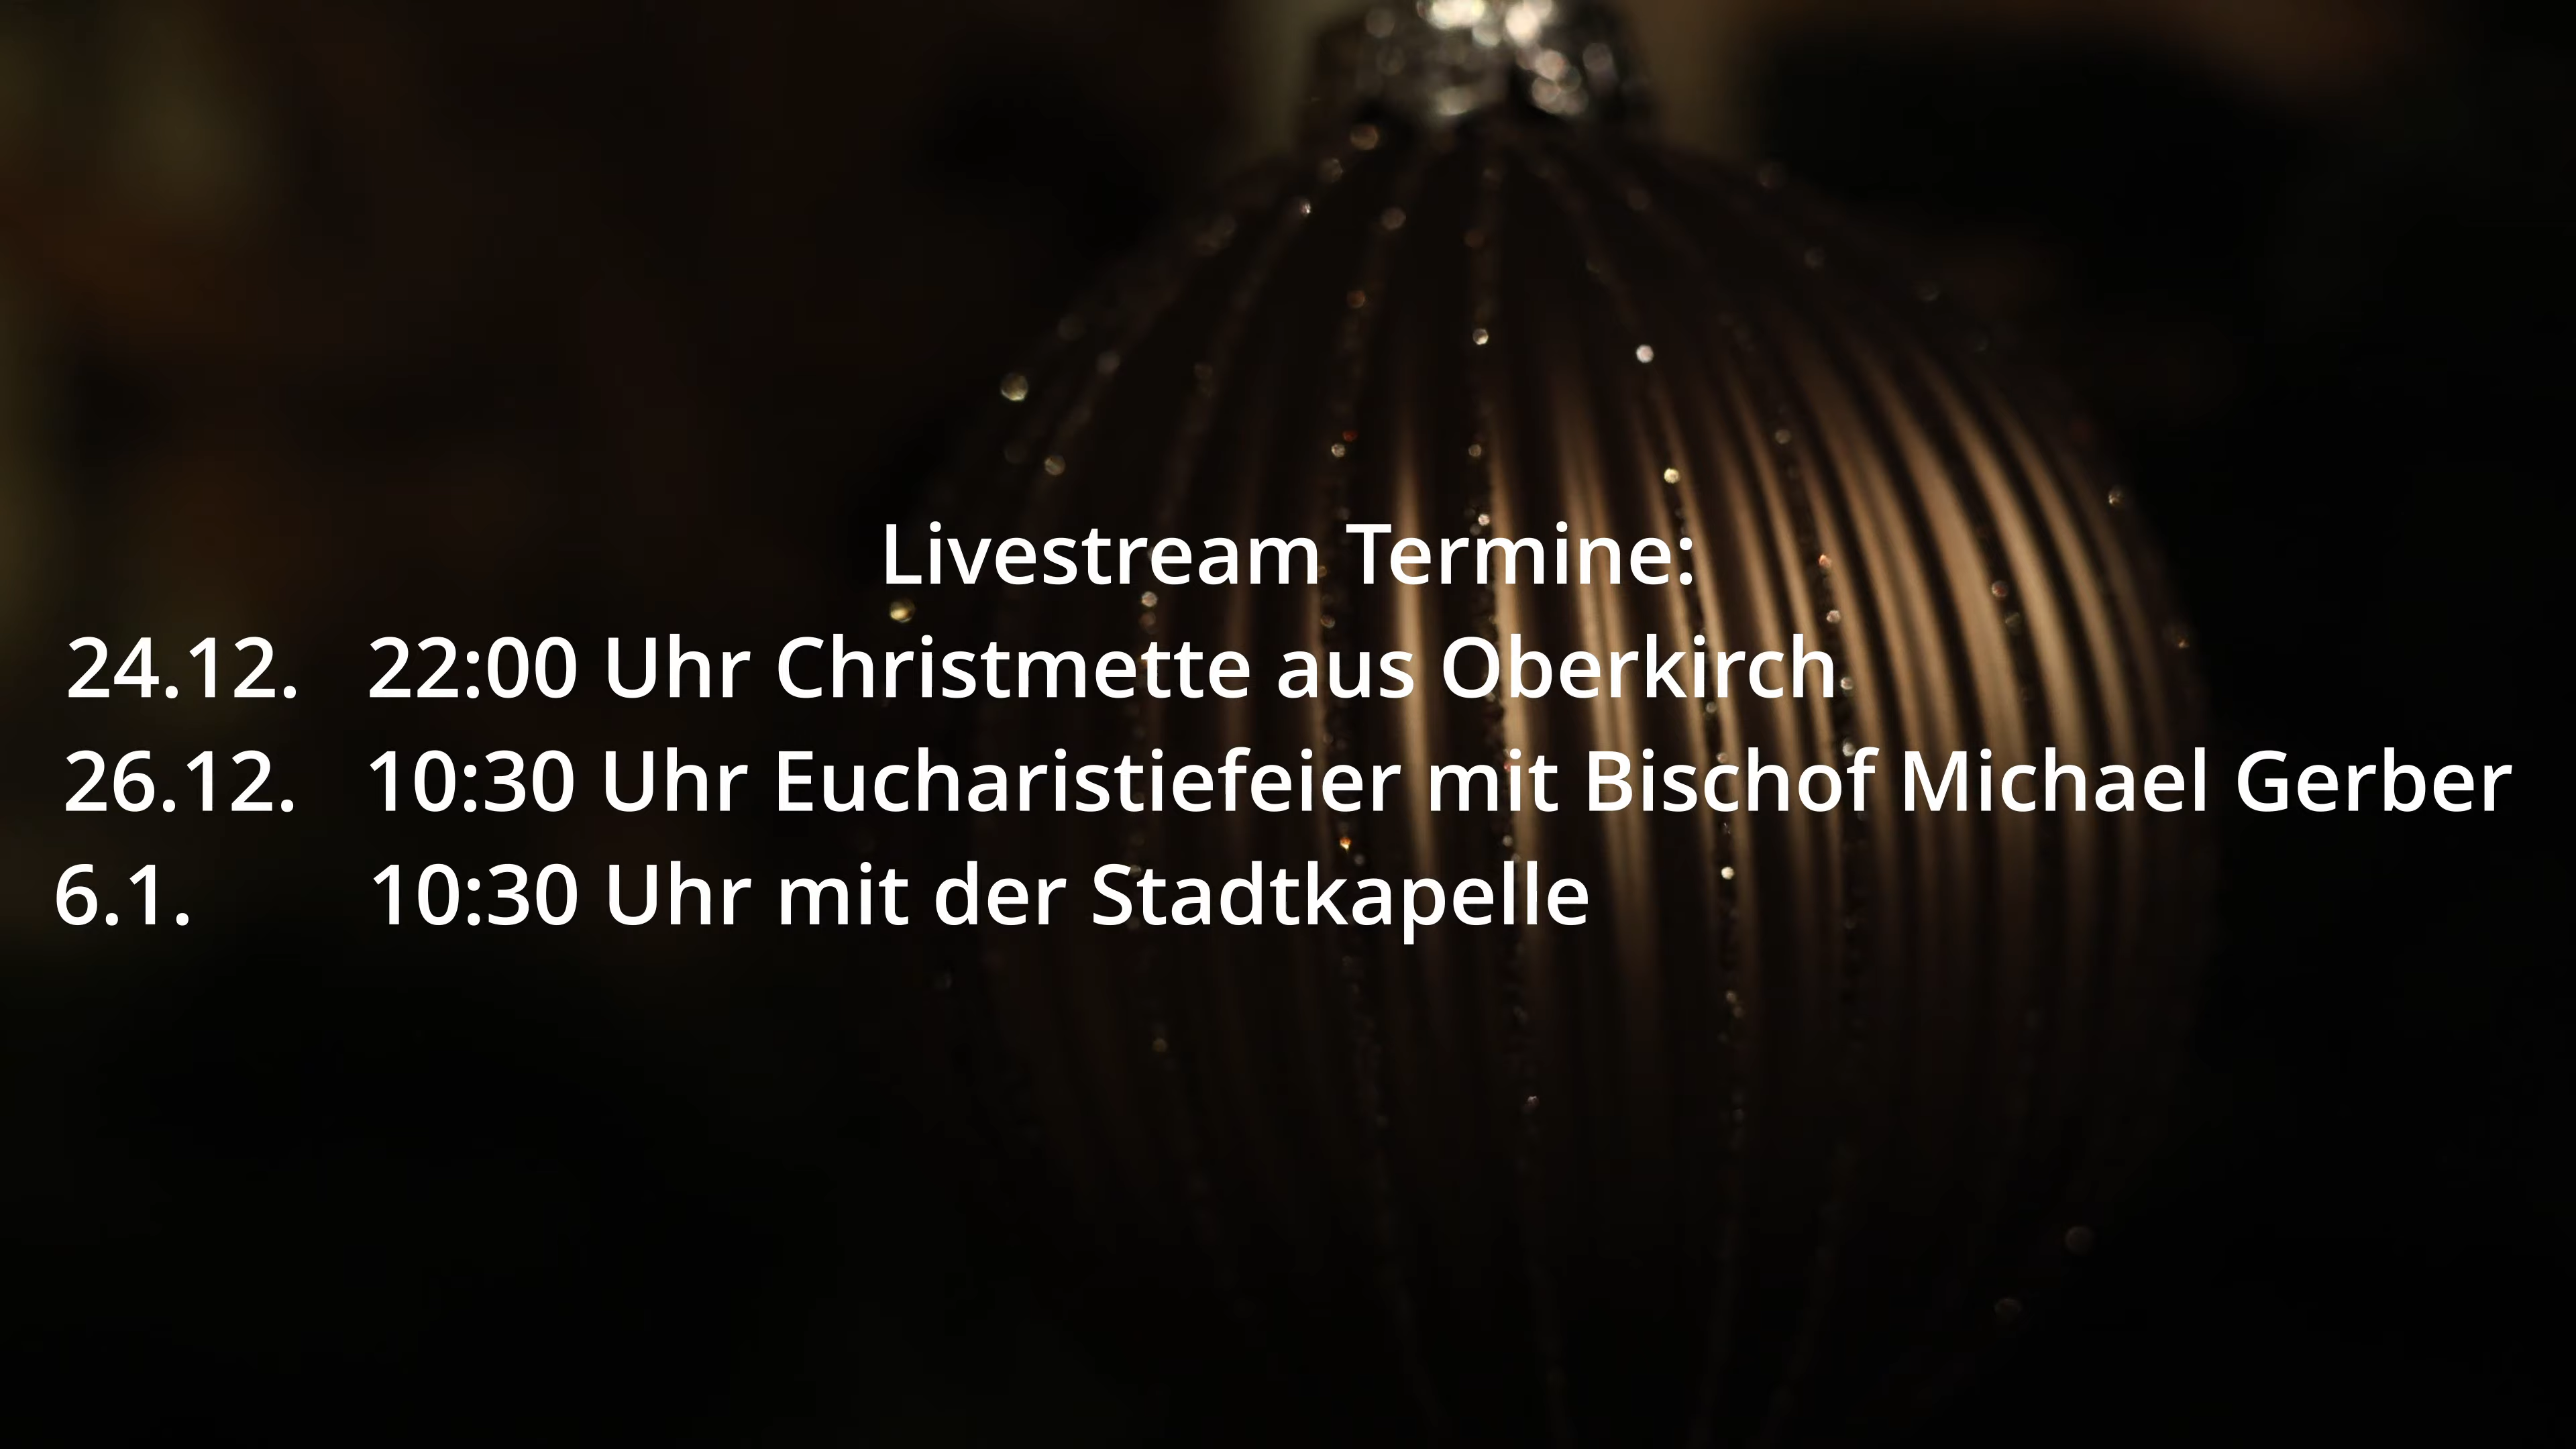 Livestream Termine:
24.12. 22:00 Uhr Christmette aus Oberkirch
26.12. 10:30 Uhr Eucharistiefeier mit Bischof Michael Gerber
6.1. 10:30 Uhr mit der Stadtkapelle